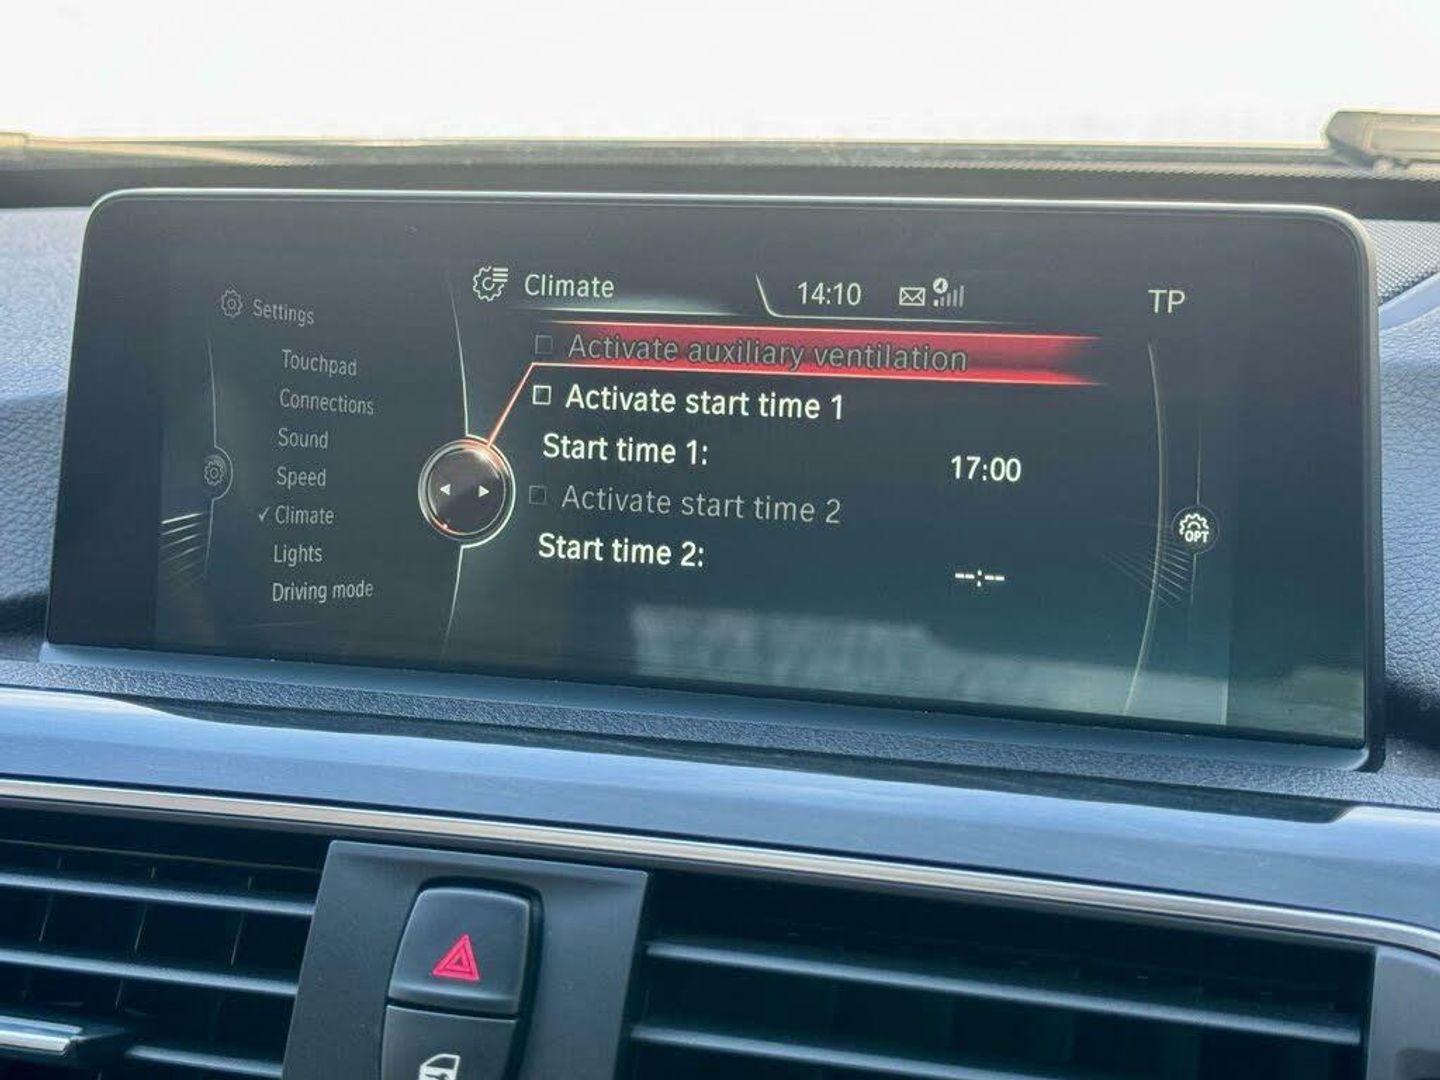 Settings
Touchpad
Connections
Sound
Speed
✓ Climate
Lights
Driving mode
Climate
14:10
TP
Activate auxiliary ventilation
Activate start time 1
Start time 1: 17:00
Activate start time 2
Start time 2: --:--
OPT